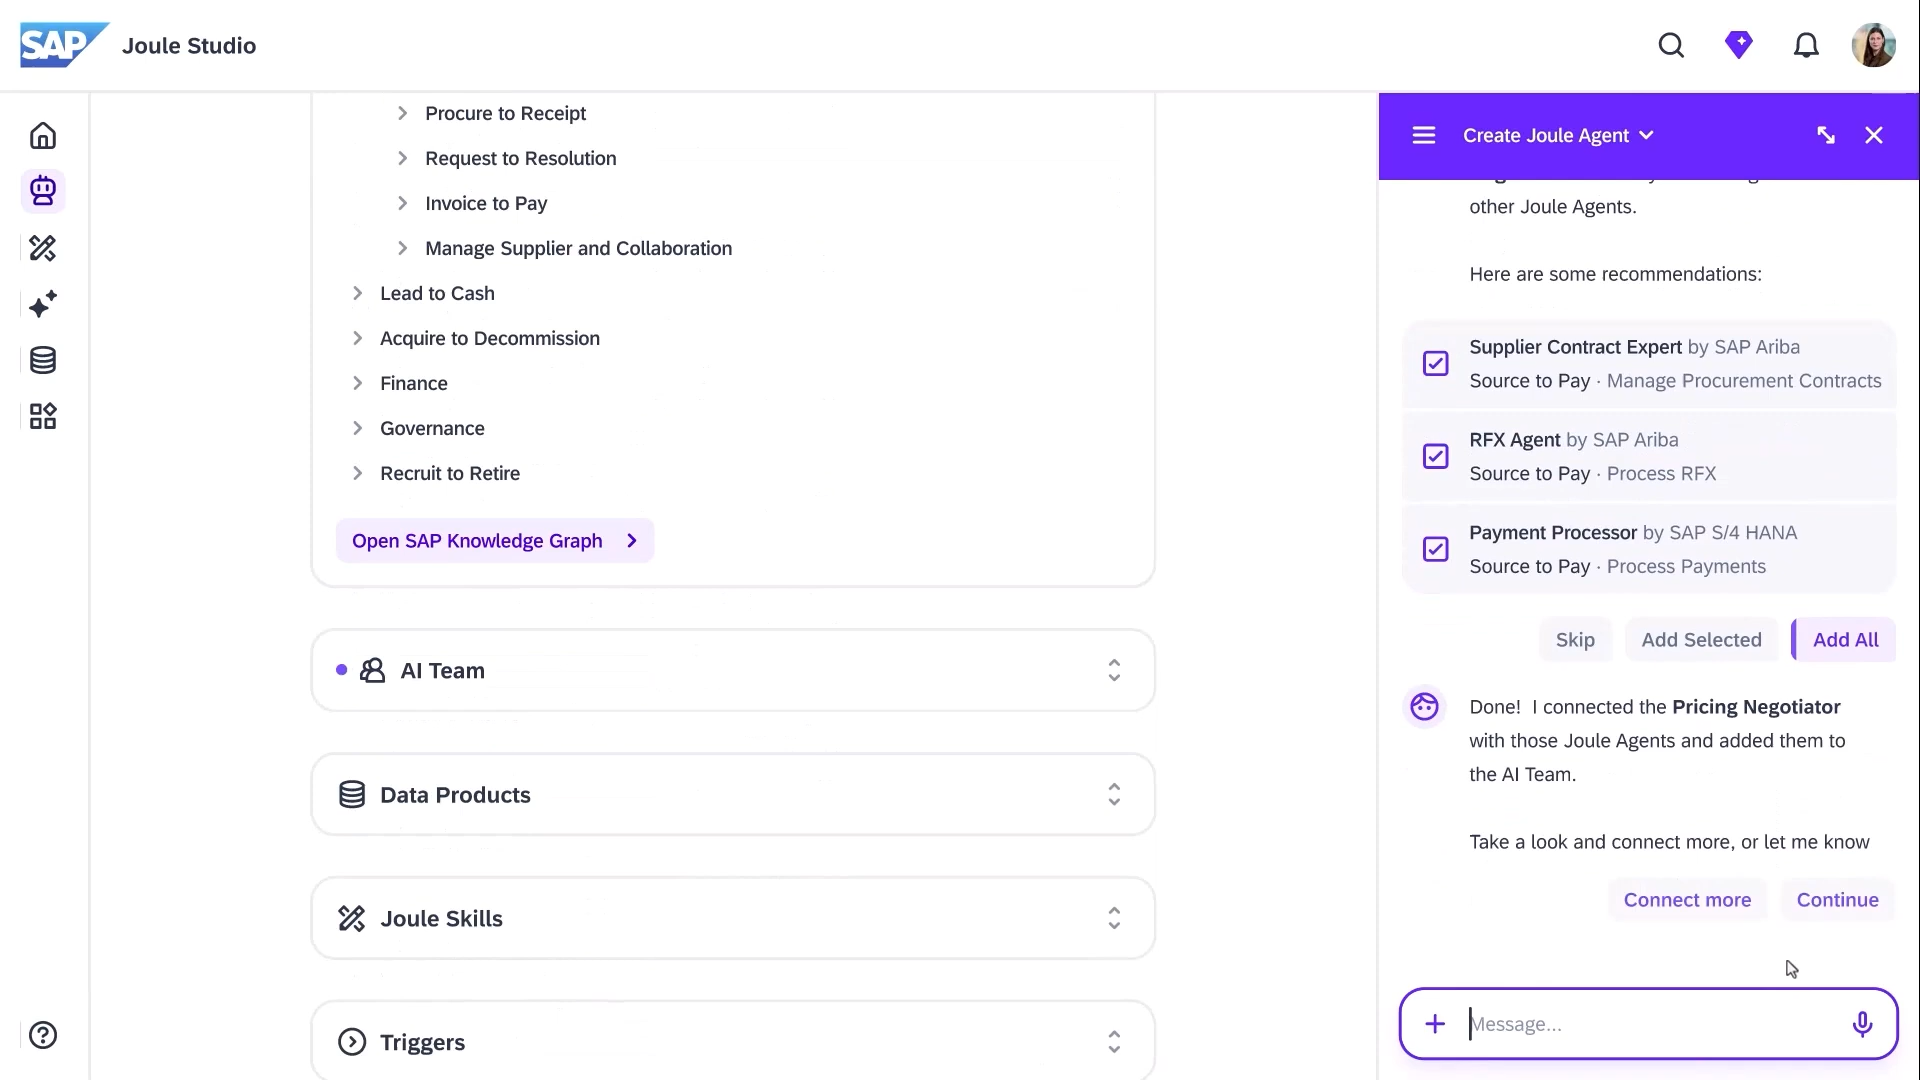 SAP Joule Studio
Procure to Receipt
Request to Resolution
Invoice to Pay
Manage Supplier and Collaboration
Lead to Cash
Acquire to Decommission
Finance
Governance
Recruit to Retire
Open SAP Knowledge Graph
AI Team
Data Products
Joule Skills
Triggers
Create Joule Agent
other Joule Agents.
Here are some recommendations:
Supplier Contract Expert by SAP Ariba
Source to Pay · Manage Procurement Contracts
RFX Agent by SAP Ariba
Source to Pay · Process RFX
Payment Processor by SAP S/4 HANA
Source to Pay · Process Payments
Skip Add Selected Add All
Done! I connected the Pricing Negotiator
with those Joule Agents and added them to
the AI Team.
Take a look and connect more, or let me know
Connect more Continue
Message...